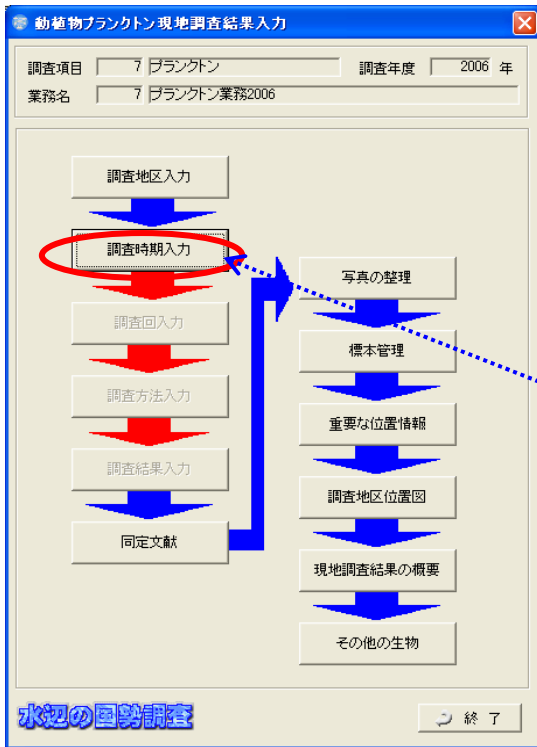 動植物プランクトン現地調査結果入力
調査項目 7 プランクトン 調査年度 2006 年
業務名 7 プランクトン業務2006
調査地区入力
調査時期入力
調査回入力
調査方法入力
調査結果入力
同定文献
写真の整理
標本管理
重要な位置情報
調査地区位置図
現地調査結果の概要
その他の生物
水辺の国勢調査
終了